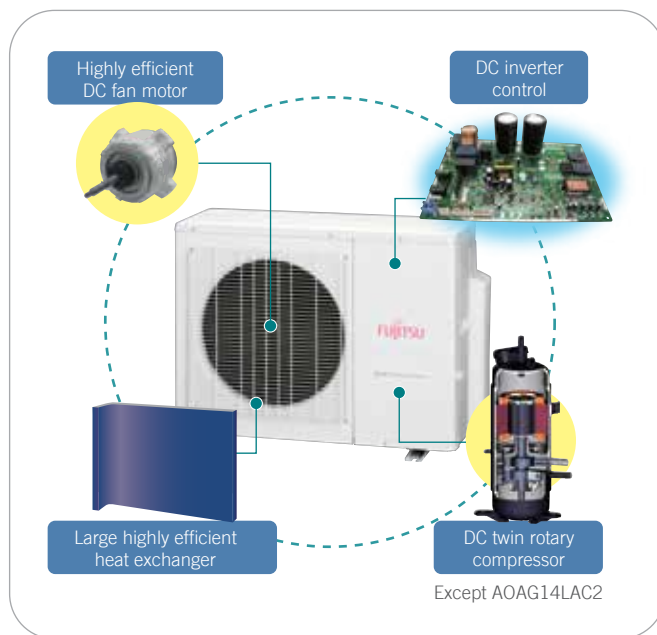 Highly efficient
DC fan motor
DC inverter
control
FUJITSU
Large highly efficient
heat exchanger
DC twin rotary
compressor
Except AOAG14LAC2